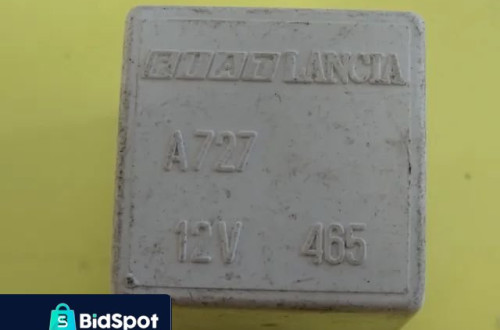 FIAT LANCIA
A727
12V 465
S
BidSpot